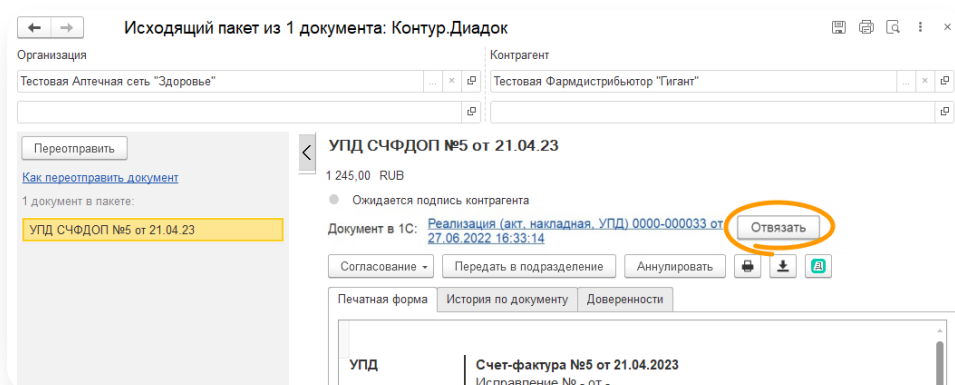 Исходящий пакет из 1 документа: Контур.Диадок
Организация
Контрагент
Тестовая Аптечная сеть "Здоровье"
Тестовая Фармдистрибьютор "Гигант"
Переотправить
Как переотправить документ
1 документ в пакете:
УПД СЧФДОП №5 от 21.04.23
УПД СЧФДОП №5 от 21.04.23
1 245,00 RUB
Ожидается подпись контрагента
Документ в 1С: Реализация (акт, накладная, УПД) 0000-000033 от
27.06.2022 16:33:14
Отвязать
Согласование
Передать в подразделение
Аннулировать
Печатная форма
История по документу
Доверенности
УПД
Счет-фактура №5 от 21.04.2023
Исправление № - от -